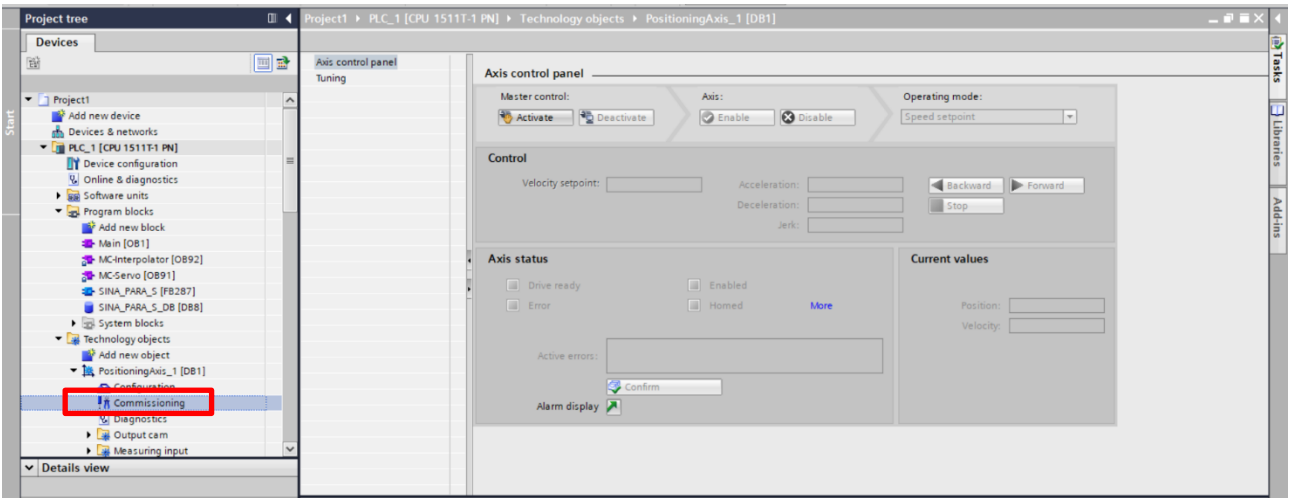 Project tree
Project1 ▸ PLC_1 [CPU 1511T-1 PN] ▸ Technology objects ▸ PositioningAxis_1 [DB1]
Devices
Start
Project1
Add new device
Devices & networks
PLC_1 [CPU 1511T-1 PN]
Device configuration
Online & diagnostics
Software units
Program blocks
Add new block
Main [OB1]
MC-Interpolator [OB92]
MC-Servo [OB91]
SINA_PARA_S [FB287]
SINA_PARA_S_DB [DB8]
System blocks
Technology objects
Add new object
PositioningAxis_1 [DB1]
Configuration
Commissioning
Diagnostics
Output cam
Measuring input
Details view
Axis control panel
Tuning
Axis control panel
Master control:
Axis:
Operating mode:
Activate
Deactivate
Enable
Disable
Speed setpoint
Control
Velocity setpoint:
Acceleration:
Deceleration:
Jerk:
Backward
Forward
Stop
Axis status
Drive ready
Enabled
Error
Homed
More
Active errors:
Confirm
Alarm display
Current values
Position:
Velocity:
Tasks
Libraries
Add-ins